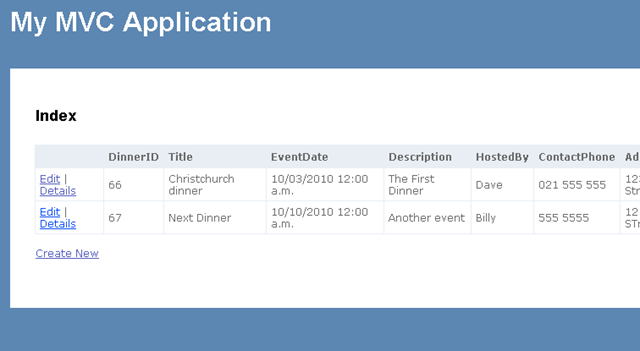 My MVC Application
Index
DinnerID Title EventDate Description HostedBy ContactPhone Ad
Edit | Details 66 Christchurch dinner 10/03/2010 12:00 a.m. The First Dinner Dave 021 555 555
Edit | Details 67 Next Dinner 10/10/2010 12:00 a.m. Another event Billy 555 5555 12 STr
Create New